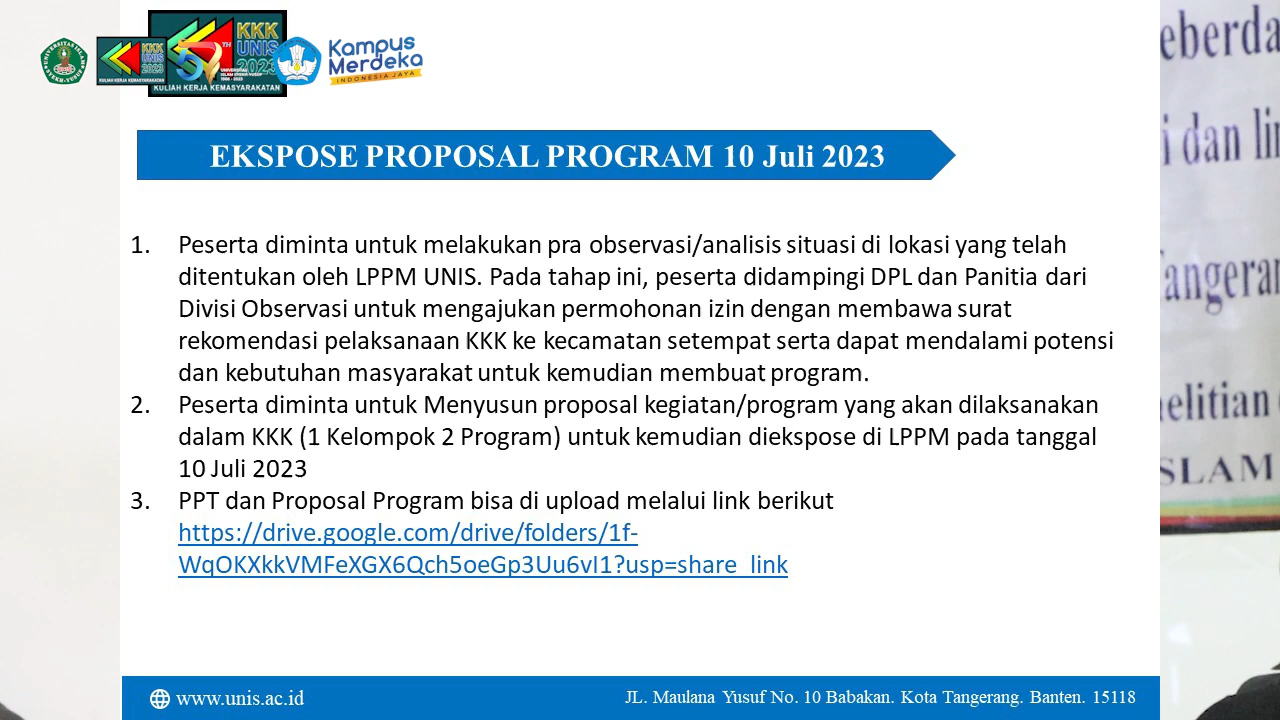 KKK
UNIS
2023
KULIAH KERJA KEMASYARAKATAN
KKK
UNIS
2023
KULIAH KERJA KEMASYARAKATAN
Kampus
Merdeka
INDONESIA JAYA
EKSPOSE PROPOSAL PROGRAM 10 Juli 2023
1. Peserta diminta untuk melakukan pra observasi/analisis situasi di lokasi yang telah
ditentukan oleh LPPM UNIS. Pada tahap ini, peserta didampingi DPL dan Panitia dari
Divisi Observasi untuk mengajukan permohonan izin dengan membawa surat
rekomendasi pelaksanaan KKK ke kecamatan setempat serta dapat mendalami potensi
dan kebutuhan masyarakat untuk kemudian membuat program.
2. Peserta diminta untuk Menyusun proposal kegiatan/program yang akan dilaksanakan
dalam KKK (1 Kelompok 2 Program) untuk kemudian diekspose di LPPM pada tanggal
10 Juli 2023
3. PPT dan Proposal Program bisa di upload melalui link berikut
https://drive.google.com/drive/folders/1f-
WqOKXkkVMFeXGX6Qch5oeGp3Uu6vI1?usp=share_link
eberda
i dan lin
angeran
elitian
SLAM
www.unis.ac.id
JL. Maulana Yusuf No. 10 Babakan. Kota Tangerang. Banten. 15118